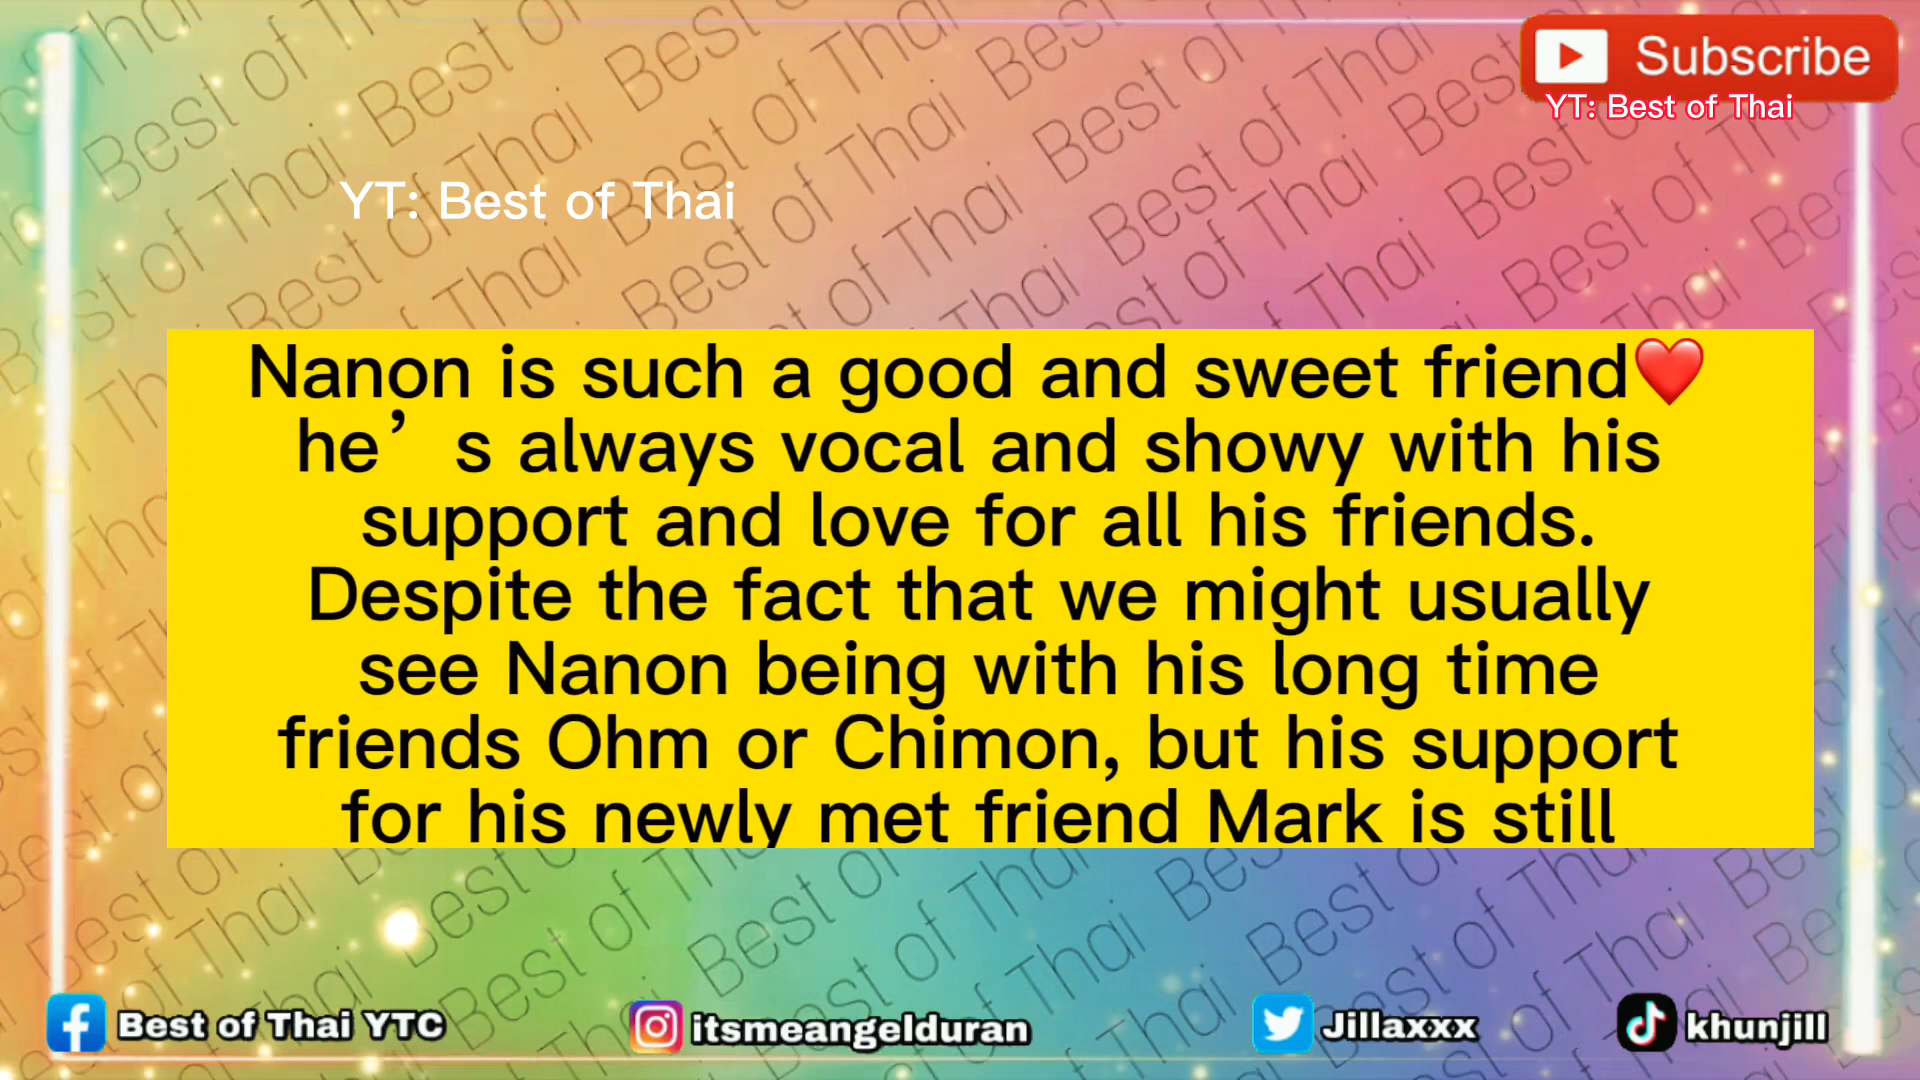 Subscribe
YT: Best of Thai
YT: Best of Thai
Nanon is such a good and sweet friend❤️
he’s always vocal and showy with his
support and love for all his friends.
Despite the fact that we might usually
see Nanon being with his long time
friends Ohm or Chimon, but his support
for his newly met friend Mark is still
Best of Thai YTC
itsmeangelduran
Jillaxxx
khunjill
Best of Thai